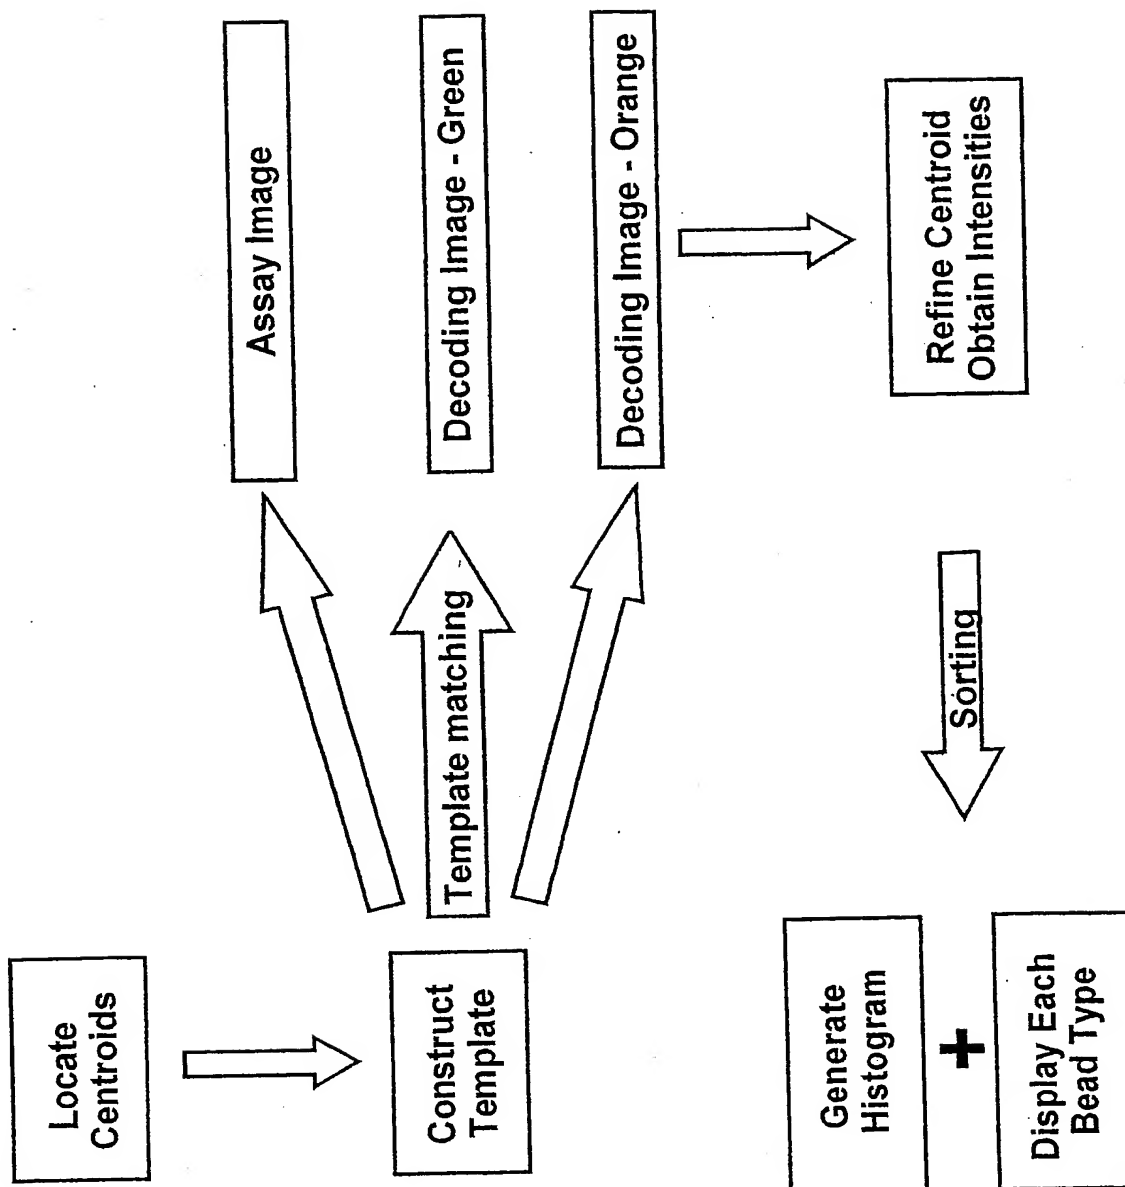 Locate
Centroids
Construct
Template
Template matching
Assay Image
Decoding Image - Green
Decoding Image - Orange
Refine Centroid
Obtain Intensities
Sorting
Generate
Histogram
+
Display Each
Bead Type